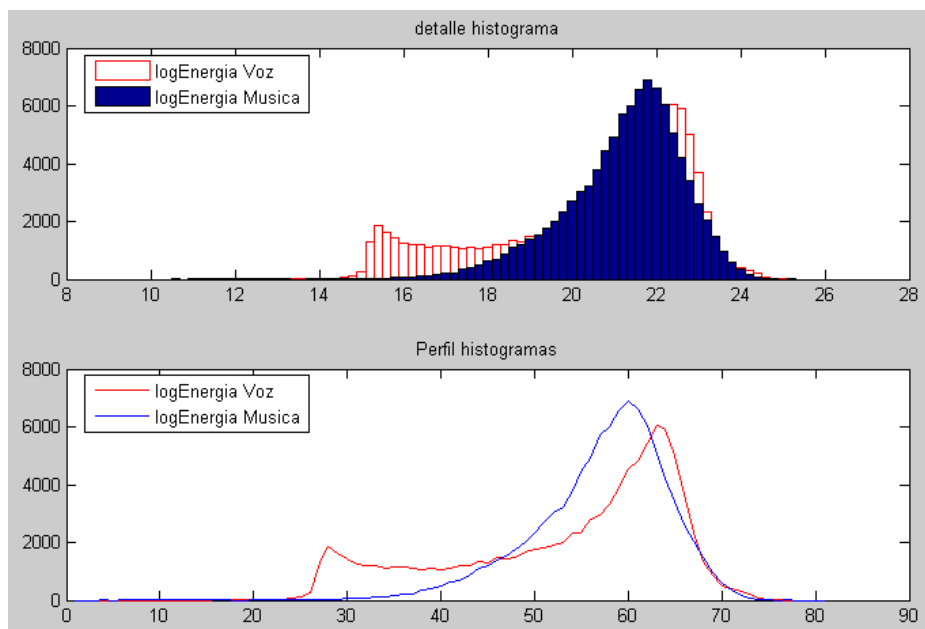 detalle histograma
8000
6000
4000
2000
0
logEnergia Voz
logEnergia Musica
8 10 12 14 16 18 20 22 24 26 28
Perfil histogramas
8000
6000
4000
2000
0
logEnergia Voz
logEnergia Musica
0 10 20 30 40 50 60 70 80 90